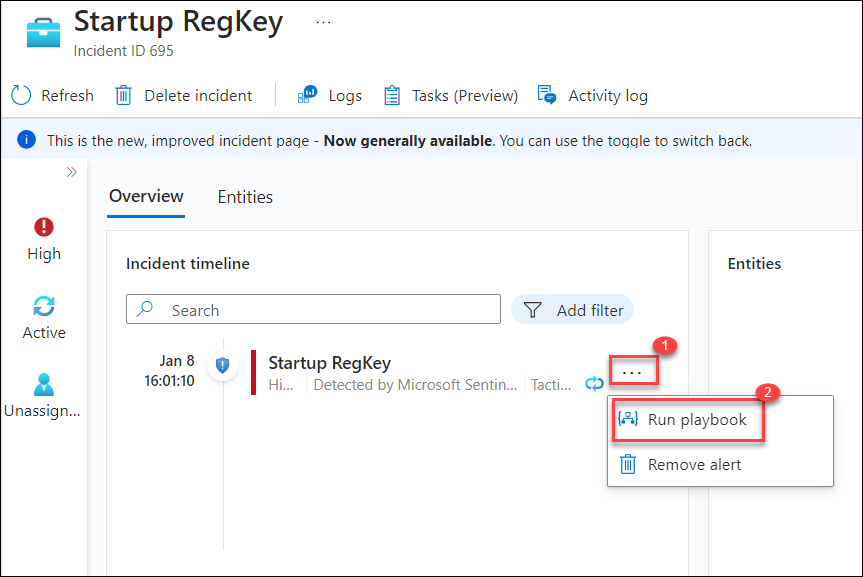 Startup RegKey ...
Incident ID 695
Refresh Delete incident Logs Tasks (Preview) Activity log
This is the new, improved incident page - Now generally available. You can use the toggle to switch back.
High
Active
Unassign...
Overview Entities
Incident timeline
Search Add filter
Jan 8
16:01:10
Startup RegKey
Hi... Detected by Microsoft Sentin... Tacti...
...
1
2
Run playbook
Remove alert
Entities